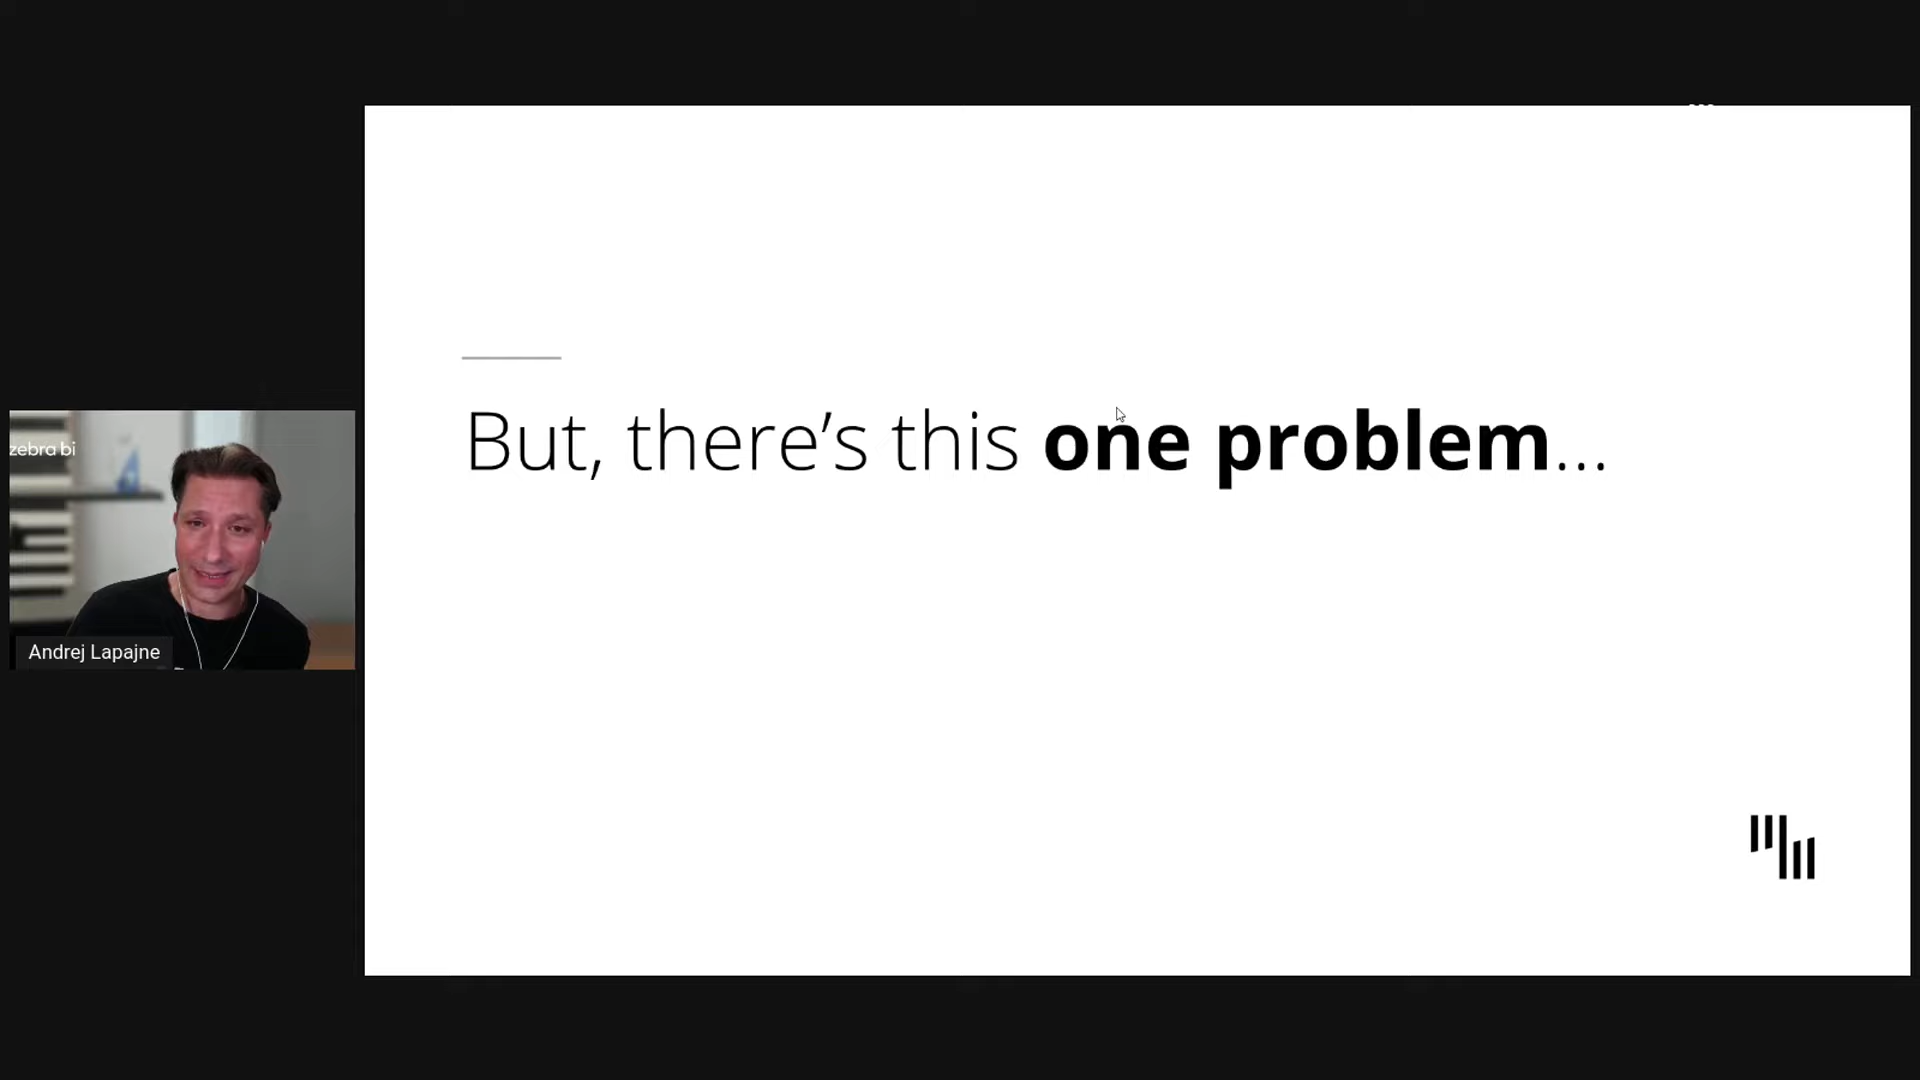 zebra bi
Andrej Lapajne
But, there’s this one problem...